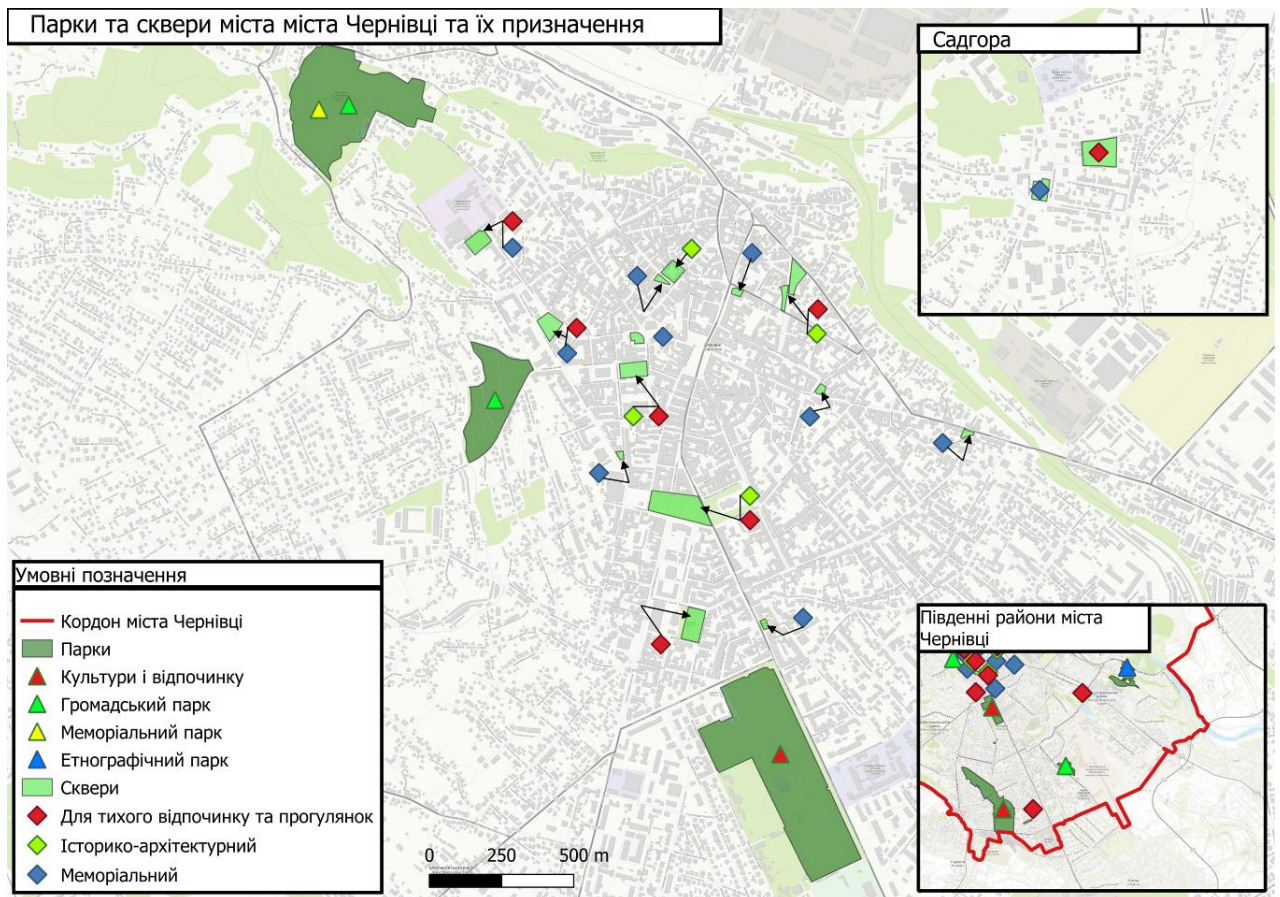 Парки та сквери міста міста Чернівці та їх призначення
Садгора
Умовні позначення
Кордон міста Чернівці
Парки
Культури і відпочинку
Громадський парк
Меморіальний парк
Етнографічний парк
Сквери
Для тихого відпочинку та прогулянок
Історико-архітектурний
Меморіальний
0 250 500 m
Південні райони міста
Чернівці